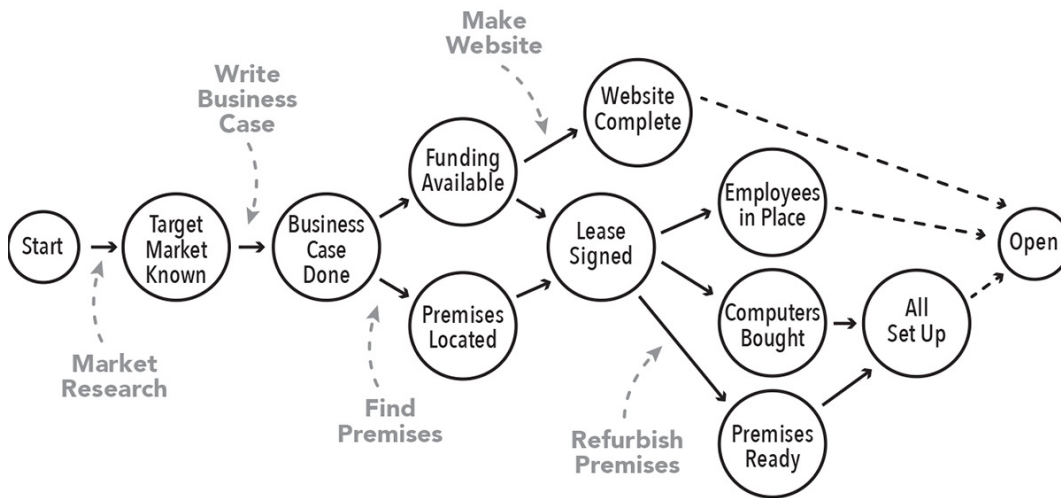 Make
Website
Write
Business
Case
Website
Complete
Funding
Available
Employees
in Place
Start
Target
Market
Known
Business
Case
Done
Lease
Signed
Open
Premises
Located
Computers
Bought
All
Set Up
Market
Research
Find
Premises
Refurbish
Premises
Premises
Ready